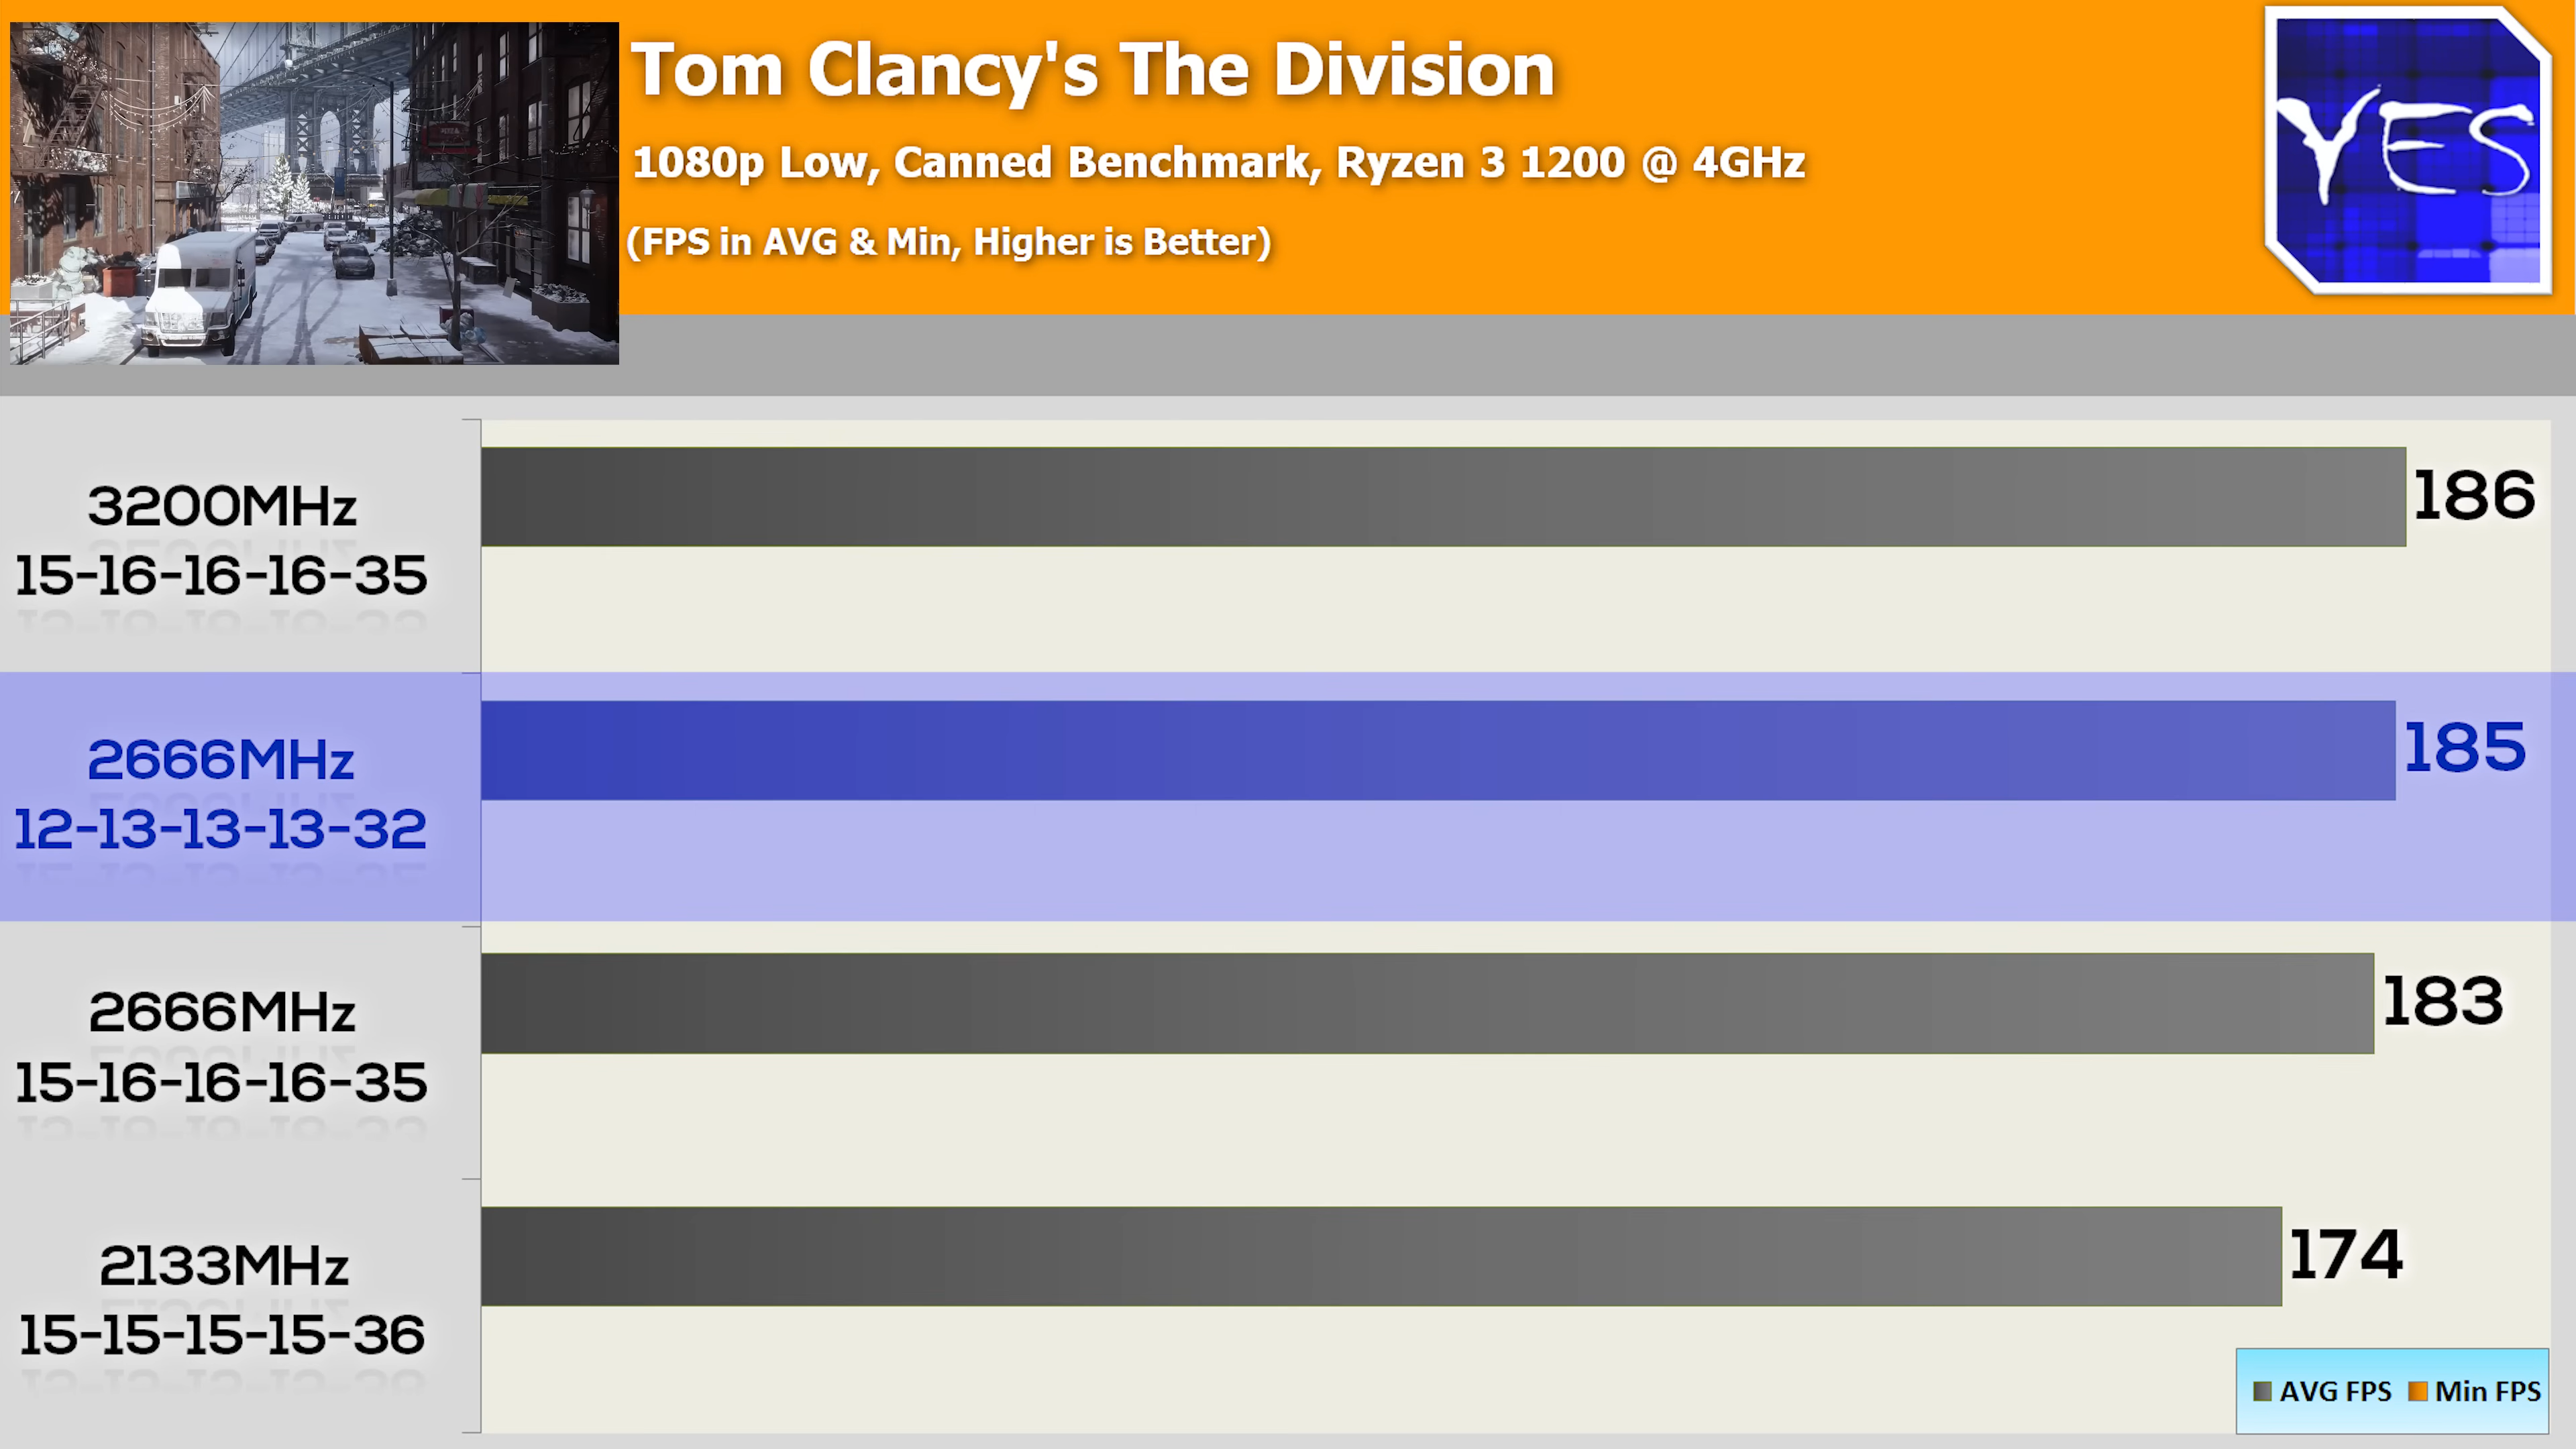 Tom Clancy's The Division
1080p Low, Canned Benchmark, Ryzen 3 1200 @ 4GHz
(FPS in AVG & Min, Higher is Better)
YES
3200MHz
15-16-16-16-35
186
2666MHz
12-13-13-13-32
185
2666MHz
15-16-16-16-35
183
2133MHz
15-15-15-15-36
174
AVG FPS Min FPS